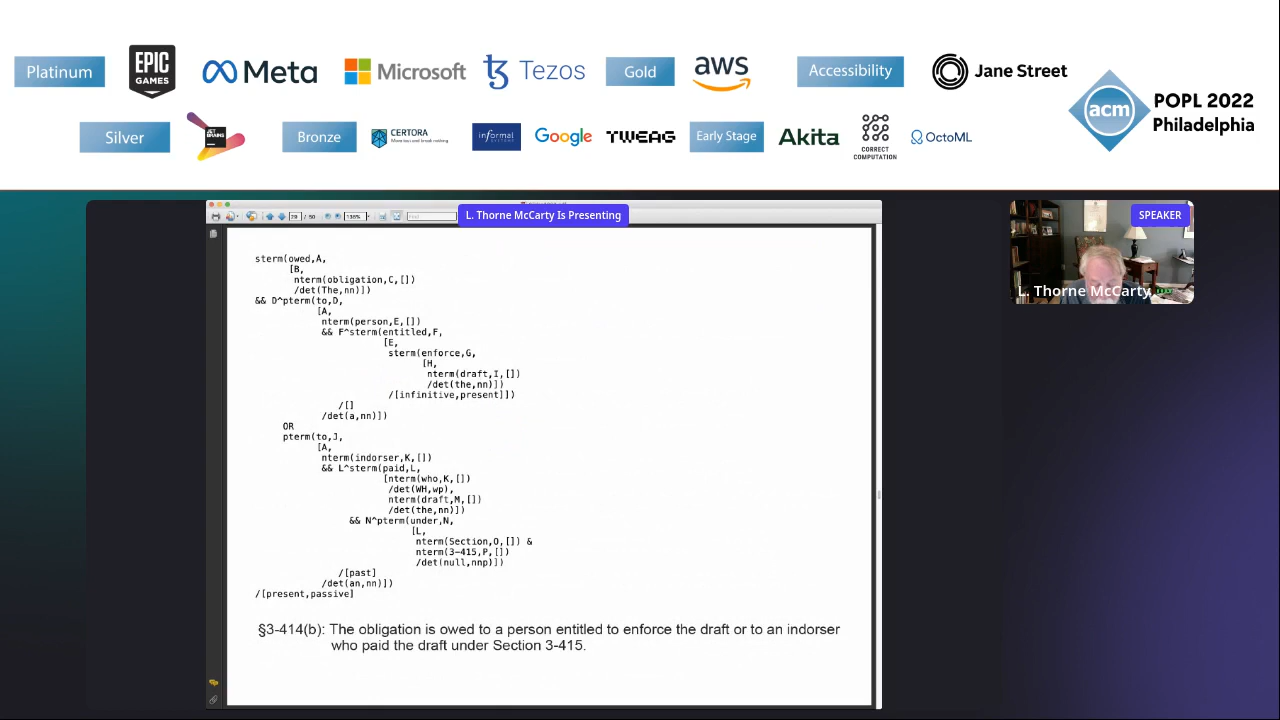 Platinum
EPIC GAMES
Meta
Microsoft
Tezos
Gold
aws
Accessibility
Jane Street
acm
POPL 2022
Philadelphia
Silver
JET BRAINS
Bronze
CERTORA
informal
SYSTEMS
Google
TWEAG
Early Stage
Akita
CORRECT
COMPUTATION
OctoML
29 / 50
136%
L. Thorne McCarty Is Presenting
SPEAKER
L. Thorne McCarty
sterm(owed,A,
[B,
nterm(obligation,C,[])
/det(The,nn)])
&& D^pterm(to,D,
[A,
nterm(person,E,[])
&& F^sterm(entitled,F,
[E,
sterm(enforce,G,
[H,
nterm(draft,I,[])
/det(the,nn)])
/[infinitive,present]])
/[]
/det(a,nn)])
OR
pterm(to,J,
[A,
nterm(indorser,K,[])
&& L^sterm(paid,L,
[nterm(who,K,[])
/det(WH,wp),
nterm(draft,M,[])
/det(the,nn)])
&& N^pterm(under,N,
[L,
nterm(Section,O,[]) &
nterm(3-415,P,[])
/det(null,nnp)])
/[past]
/det(an,nn)])
/[present,passive]
§3-414(b): The obligation is owed to a person entitled to enforce the draft or to an indorser
who paid the draft under Section 3-415.